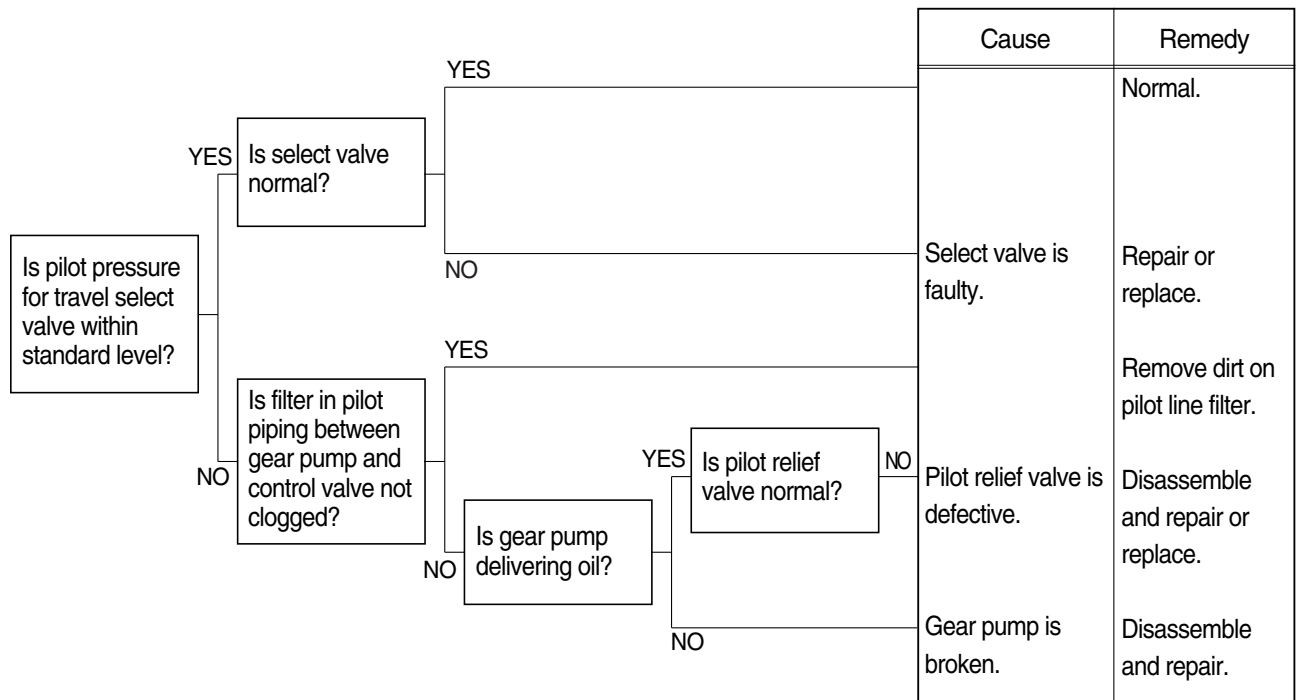 Cause
Remedy
YES
Normal.
YES
Is select valve
normal?
NO
Select valve is
faulty.
Repair or
replace.
Is pilot pressure
for travel select
valve within
standard level?
YES
Remove dirt on
pilot line filter.
NO
Is filter in pilot
piping between
gear pump and
control valve not
clogged?
YES
Is pilot relief
valve normal?
NO
Pilot relief valve is
defective.
Disassemble
and repair or
replace.
NO
Is gear pump
delivering oil?
NO
Gear pump is
broken.
Disassemble
and repair.